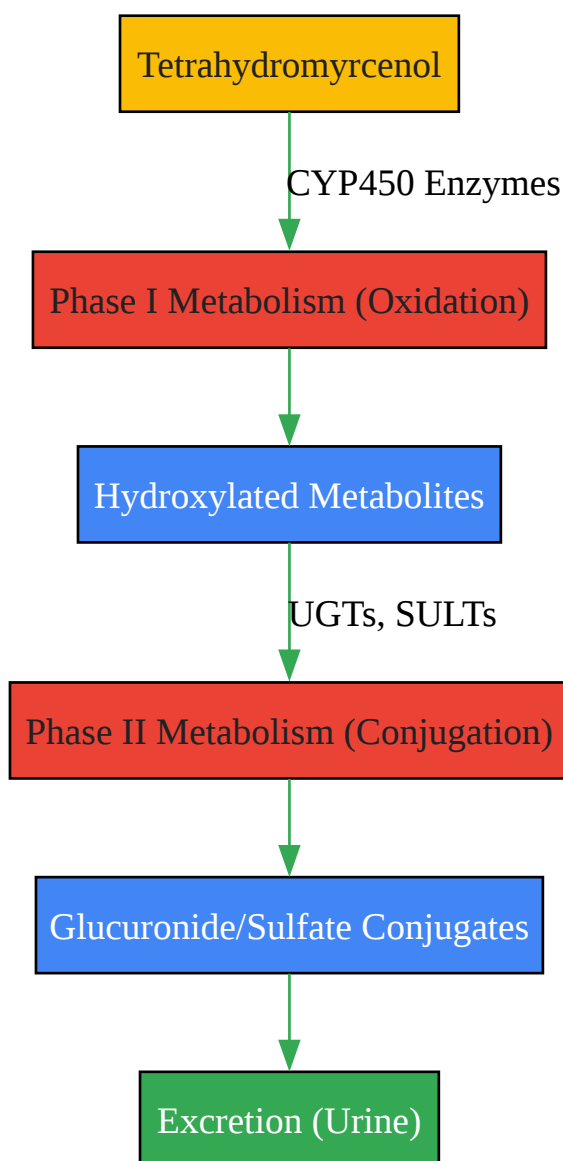 Tetrahydromyrcenol
CYP450 Enzymes
Phase I Metabolism (Oxidation)
Hydroxylated Metabolites
UGTs, SULTs
Phase II Metabolism (Conjugation)
Glucuronide/Sulfate Conjugates
Excretion (Urine)